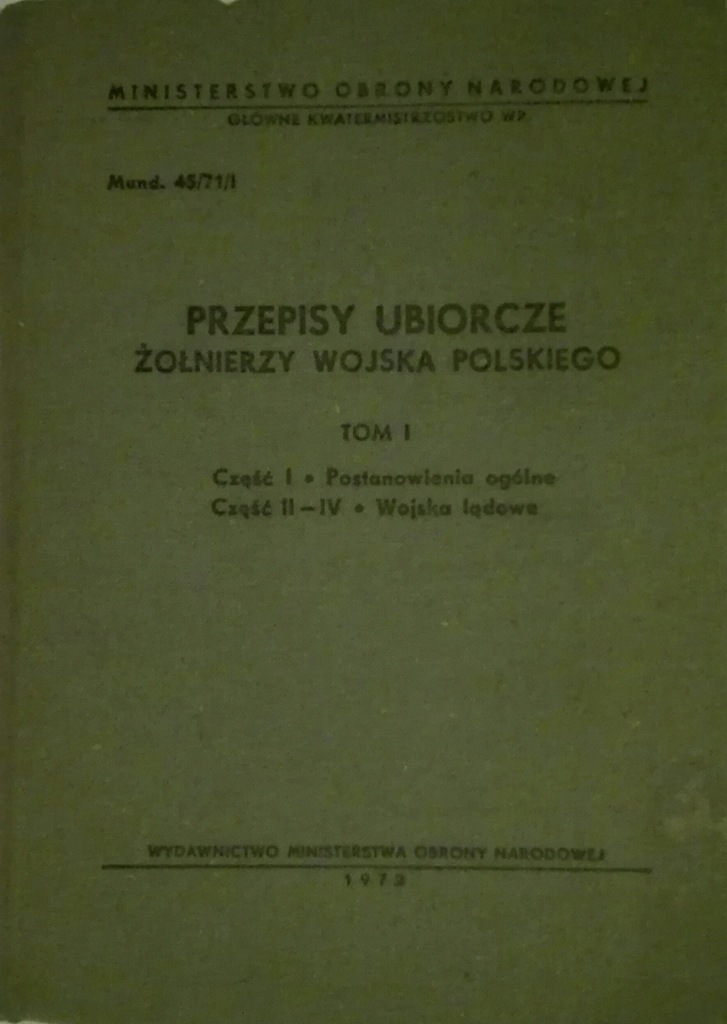 MINISTERSTWO OBRONY NARODOWEJ
GŁÓWNE KWATERMISTRZOSTWO WP
Mund. 45/71/I
PRZEPISY UBIORCZE
ŻOŁNIERZY WOJSKA POLSKIEGO
TOM I
Część I • Postanowienia ogólne
Część II – IV • Wojska lądowe
WYDAWNICTWO MINISTERSTWA OBRONY NARODOWEJ